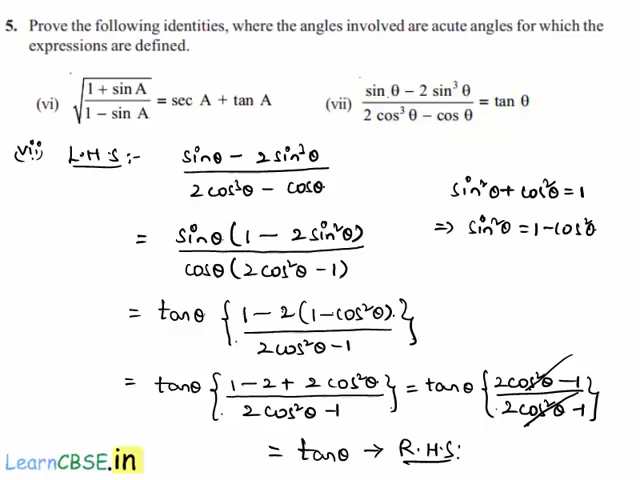 5. Prove the following identities, where the angles involved are acute angles for which the
expressions are defined.
(vi) √((1 + sin A)/(1 − sin A)) = sec A + tan A (vii) (sin θ − 2 sin³ θ)/(2 cos³ θ − cos θ) = tan θ
(vii) L.H.S :- (sinθ − 2sin³θ)/(2cos³θ − cosθ)
sin²θ + cos²θ = 1
= (sinθ(1 − 2sin²θ))/(cosθ(2cos²θ − 1))
⇒ sin²θ = 1 − cos²θ
= tanθ {(1 − 2(1 − cos²θ))/(2cos²θ − 1)}
= tanθ {(1 − 2 + 2cos²θ)/(2cos²θ − 1)} = tanθ {(2cos²θ − 1)/(2cos²θ − 1)}
= tanθ → R.H.S:
LearnCBSE.in